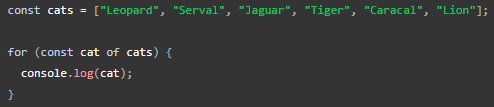 const cats = ["Leopard", "Serval", "Jaguar", "Tiger", "Caracal", "Lion"];
for (const cat of cats) {
  console.log(cat);
}